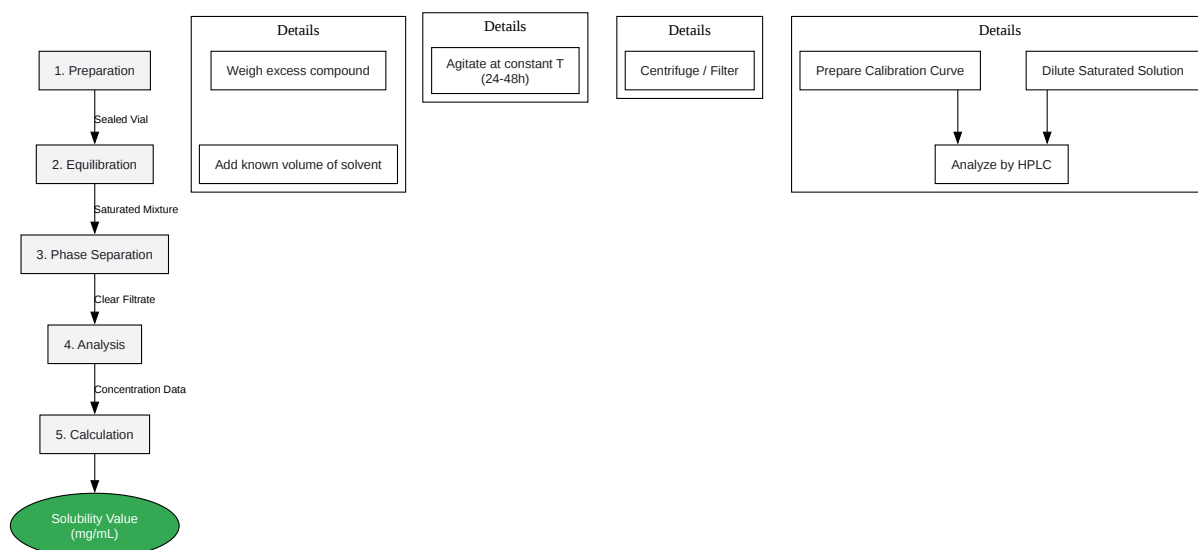 1. Preparation
Sealed Vial
2. Equilibration
Saturated Mixture
3. Phase Separation
Clear Filtrate
4. Analysis
Concentration Data
5. Calculation
Solubility Value
(mg/mL)
Details
Weigh excess compound
Add known volume of solvent
Details
Agitate at constant T
(24-48h)
Details
Centrifuge / Filter
Details
Prepare Calibration Curve
Dilute Saturated Solution
Analyze by HPLC